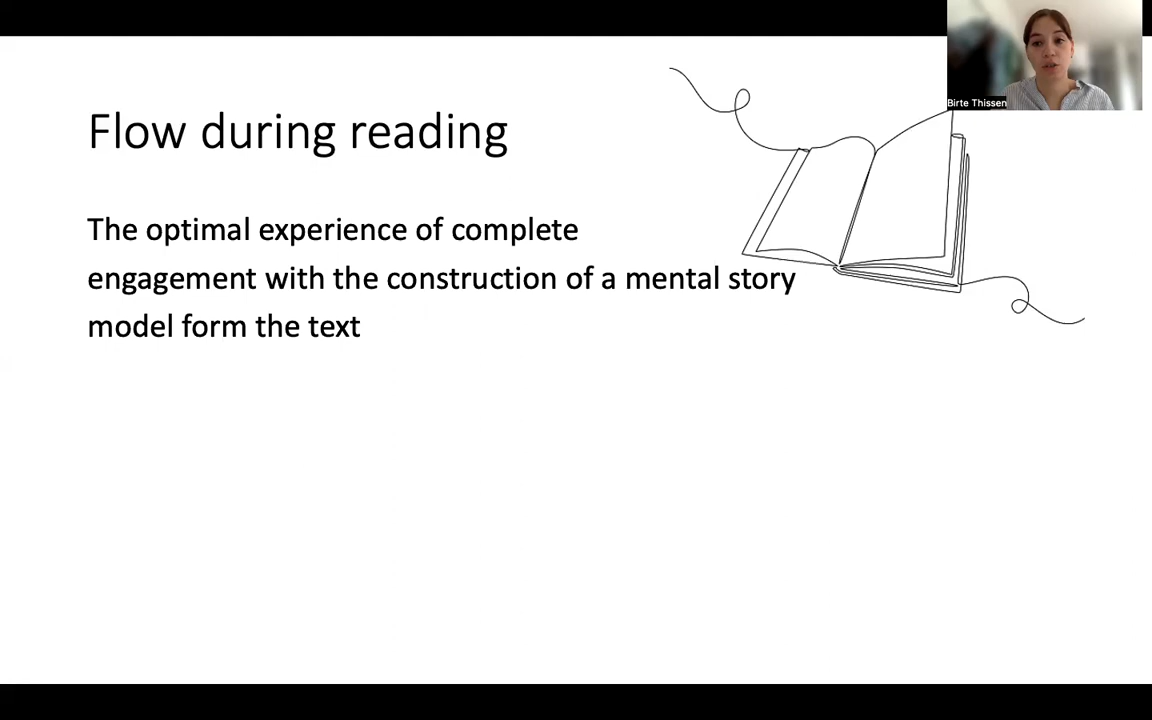 Birte Thissen
Flow during reading
The optimal experience of complete
engagement with the construction of a mental story
model form the text